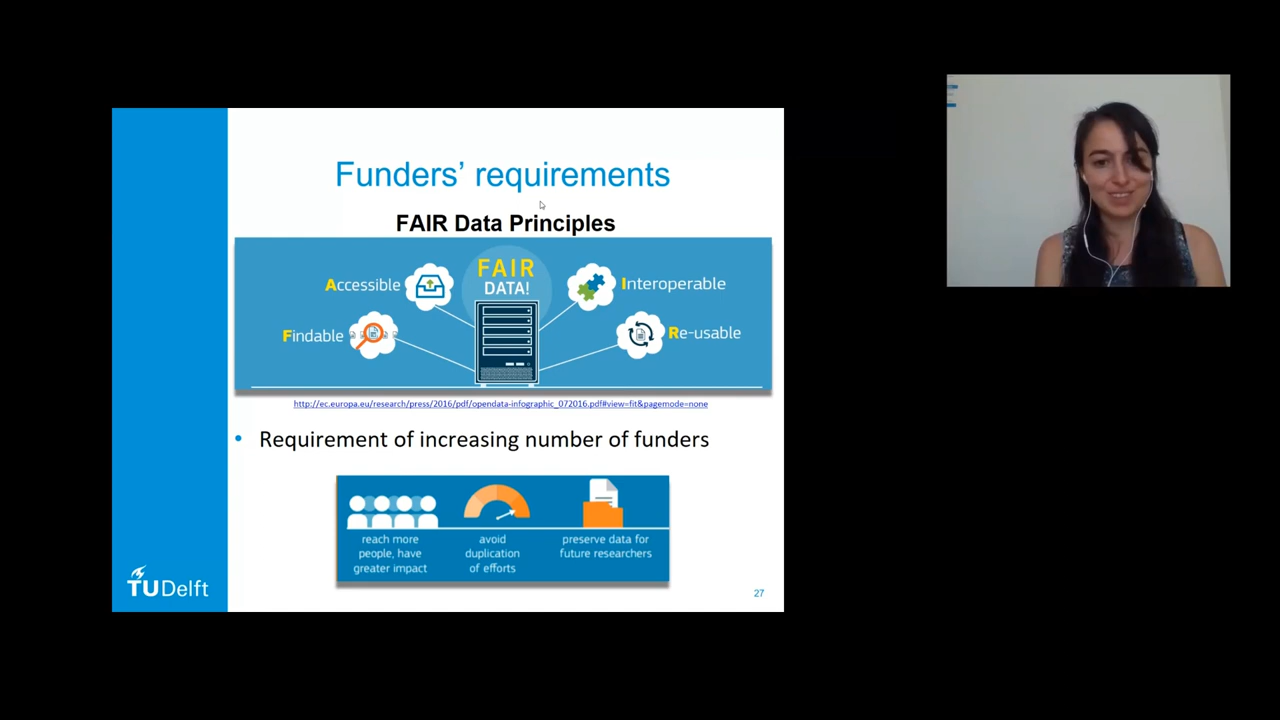 Funders’ requirements
FAIR Data Principles
FAIR
DATA!
Accessible
Interoperable
Findable
Re-usable
http://ec.europa.eu/research/press/2016/pdf/opendata-infographic_072016.pdf#view=fit&pagemode=none
• Requirement of increasing number of funders
reach more
people, have
greater impact
avoid
duplication
of efforts
preserve data for
future researchers
TUDelft
27